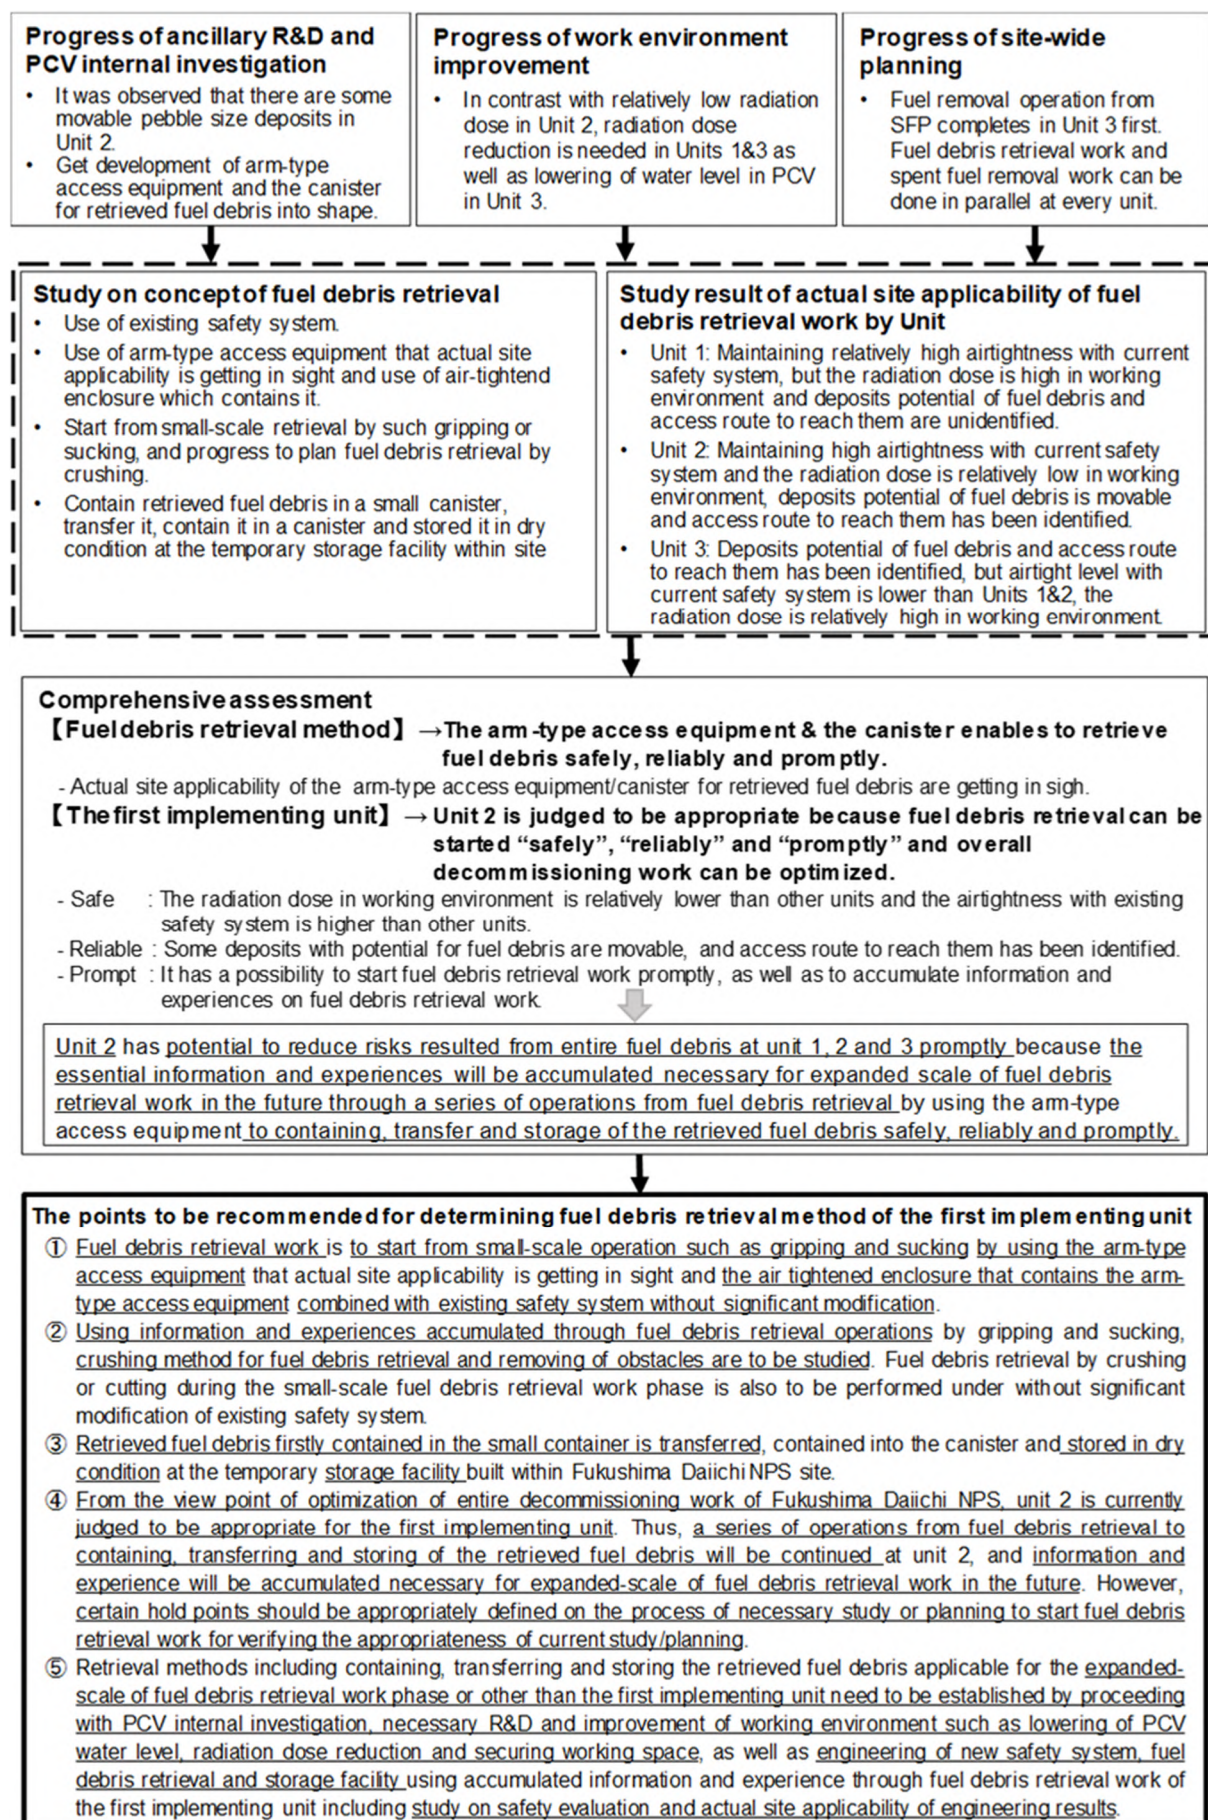 Progress of ancillary R&D and
PCV internal investigation
• It was observed that there are some
movable pebble size deposits in
Unit 2.
• Get development of arm-type
access equipment and the canister
for retrieved fuel debris into shape.
Progress of work environment
improvement
• In contrast with relatively low radiation
dose in Unit 2, radiation dose
reduction is needed in Units 1&3 as
well as lowering of water level in PCV
in Unit 3.
Progress of site-wide
planning
• Fuel removal operation from
SFP completes in Unit 3 first.
Fuel debris retrieval work and
spent fuel removal work can be
done in parallel at every unit.
Study on concept of fuel debris retrieval
• Use of existing safety system.
• Use of arm-type access equipment that actual site
applicability is getting in sight and use of air-tightend
enclosure which contains it.
• Start from small-scale retrieval by such gripping or
sucking, and progress to plan fuel debris retrieval by
crushing.
• Contain retrieved fuel debris in a small canister,
transfer it, contain it in a canister and stored it in dry
condition at the temporary storage facility within site
Study result of actual site applicability of fuel
debris retrieval work by Unit
• Unit 1: Maintaining relatively high airtightness with current
safety system, but the radiation dose is high in working
environment and deposits potential of fuel debris and
access route to reach them are unidentified.
• Unit 2: Maintaining high airtightness with current safety
system and the radiation dose is relatively low in working
environment, deposits potential of fuel debris is movable
and access route to reach them has been identified.
• Unit 3: Deposits potential of fuel debris and access route
to reach them has been identified, but airtight level with
current safety system is lower than Units 1&2, the
radiation dose is relatively high in working environment.
Comprehensive assessment
【Fuel debris retrieval method】 →The arm-type access equipment & the canister enables to retrieve
fuel debris safely, reliably and promptly.
- Actual site applicability of the arm-type access equipment/canister for retrieved fuel debris are getting in sigh.
【The first implementing unit】 → Unit 2 is judged to be appropriate because fuel debris retrieval can be
started “safely”, “reliably” and “promptly” and overall
decommissioning work can be optimized.
- Safe : The radiation dose in working environment is relatively lower than other units and the airtightness with existing
safety system is higher than other units.
- Reliable : Some deposits with potential for fuel debris are movable, and access route to reach them has been identified.
- Prompt : It has a possibility to start fuel debris retrieval work promptly, as well as to accumulate information and
experiences on fuel debris retrieval work.
Unit 2 has potential to reduce risks resulted from entire fuel debris at unit 1, 2 and 3 promptly because the
essential information and experiences will be accumulated necessary for expanded scale of fuel debris
retrieval work in the future through a series of operations from fuel debris retrieval by using the arm-type
access equipment to containing, transfer and storage of the retrieved fuel debris safely, reliably and promptly.
The points to be recommended for determining fuel debris retrieval method of the first implementing unit
① Fuel debris retrieval work is to start from small-scale operation such as gripping and sucking by using the arm-type
access equipment that actual site applicability is getting in sight and the air tightened enclosure that contains the arm-
type access equipment combined with existing safety system without significant modification.
② Using information and experiences accumulated through fuel debris retrieval operations by gripping and sucking,
crushing method for fuel debris retrieval and removing of obstacles are to be studied. Fuel debris retrieval by crushing
or cutting during the small-scale fuel debris retrieval work phase is also to be performed under without significant
modification of existing safety system.
③ Retrieved fuel debris firstly contained in the small container is transferred, contained into the canister and stored in dry
condition at the temporary storage facility built within Fukushima Daiichi NPS site.
④ From the view point of optimization of entire decommissioning work of Fukushima Daiichi NPS, unit 2 is currently
judged to be appropriate for the first implementing unit. Thus, a series of operations from fuel debris retrieval to
containing, transferring and storing of the retrieved fuel debris will be continued at unit 2, and information and
experience will be accumulated necessary for expanded-scale of fuel debris retrieval work in the future. However,
certain hold points should be appropriately defined on the process of necessary study or planning to start fuel debris
retrieval work for verifying the appropriateness of current study/planning.
⑤ Retrieval methods including containing, transferring and storing the retrieved fuel debris applicable for the expanded-
scale of fuel debris retrieval work phase or other than the first implementing unit need to be established by proceeding
with PCV internal investigation, necessary R&D and improvement of working environment such as lowering of PCV
water level, radiation dose reduction and securing working space, as well as engineering of new safety system, fuel
debris retrieval and storage facility using accumulated information and experience through fuel debris retrieval work of
the first implementing unit including study on safety evaluation and actual site applicability of engineering results.